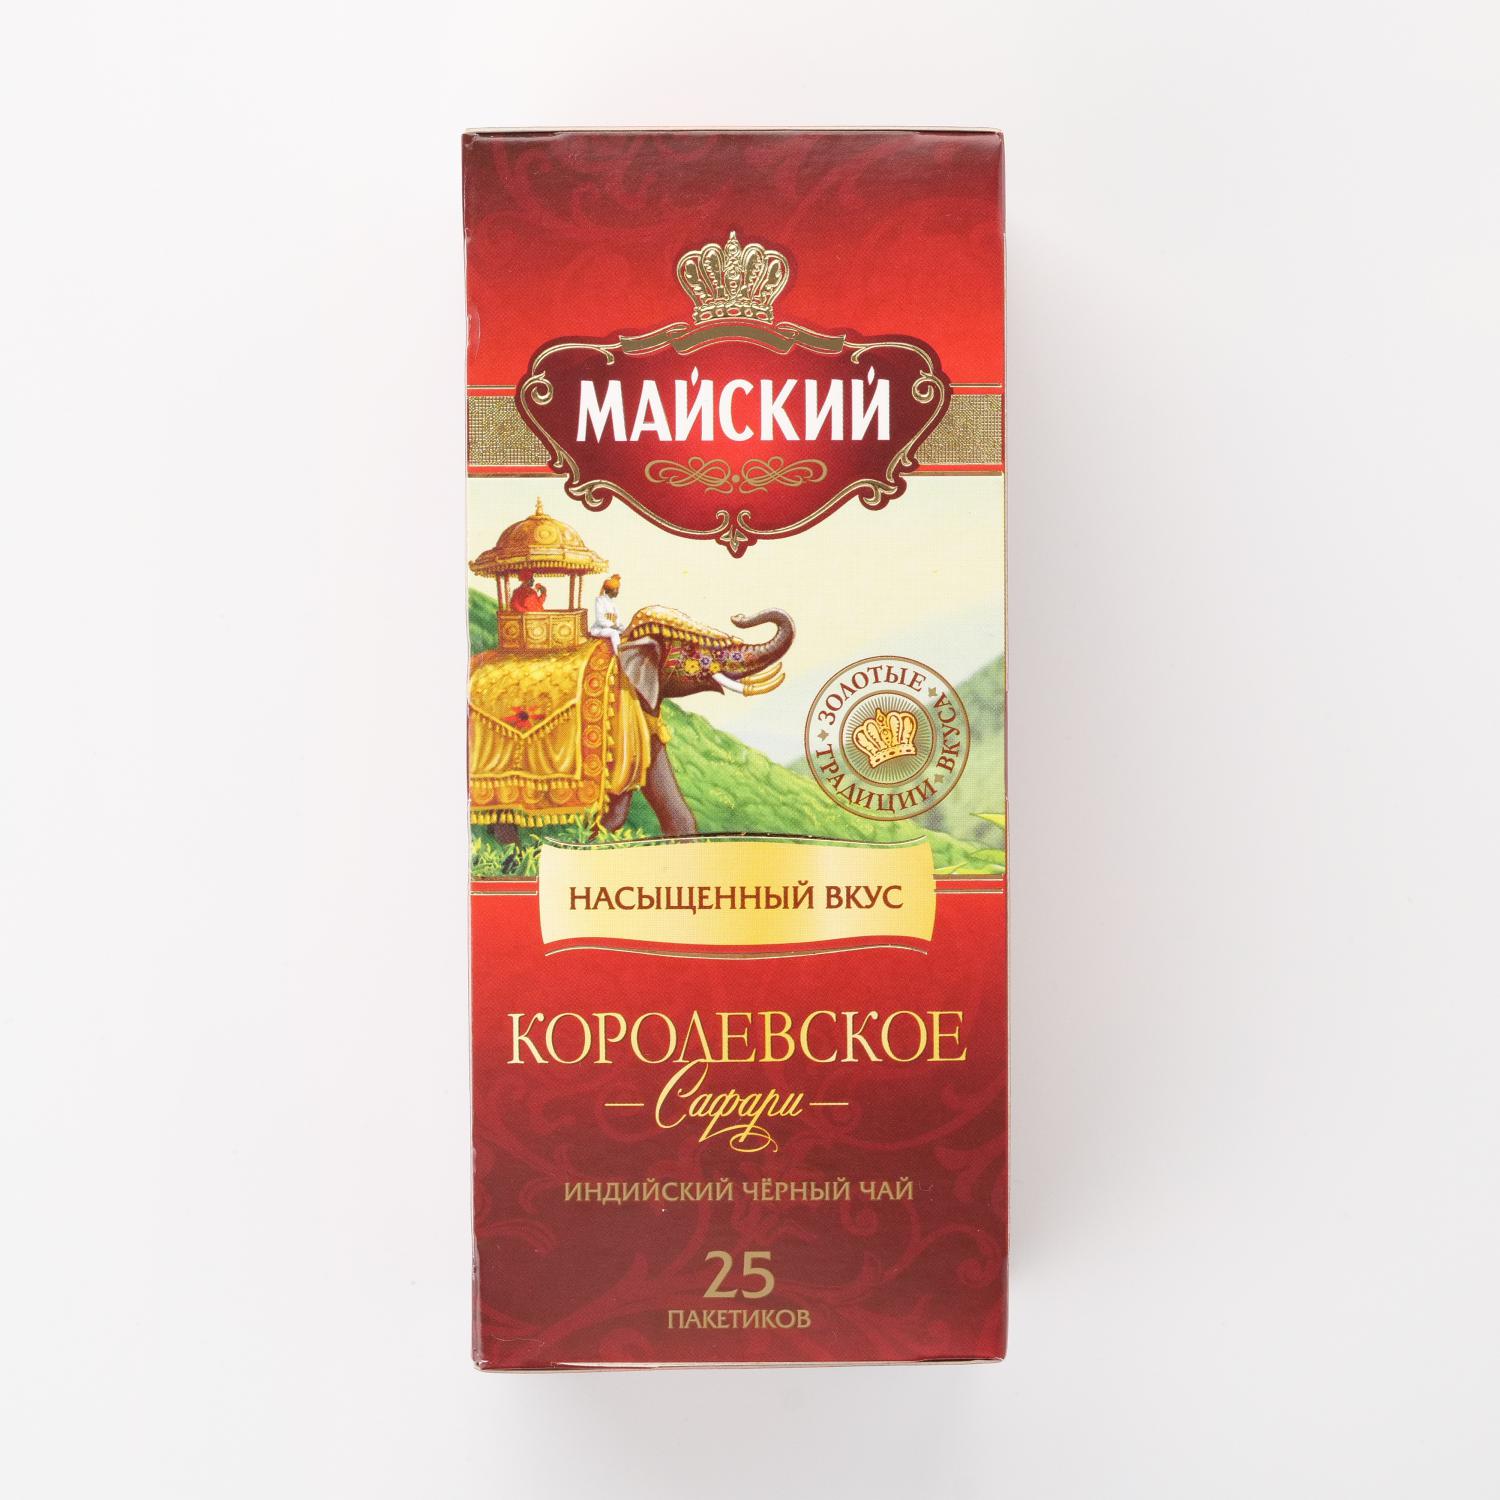 МАЙСКИЙ
ЗОЛОТЫЕ ТРАДИЦИИ ВКУСА
НАСЫЩЕННЫЙ ВКУС
КОРОЛЕВСКОЕ
Сафари
ИНДИЙСКИЙ ЧЁРНЫЙ ЧАЙ
25
ПАКЕТИКОВ